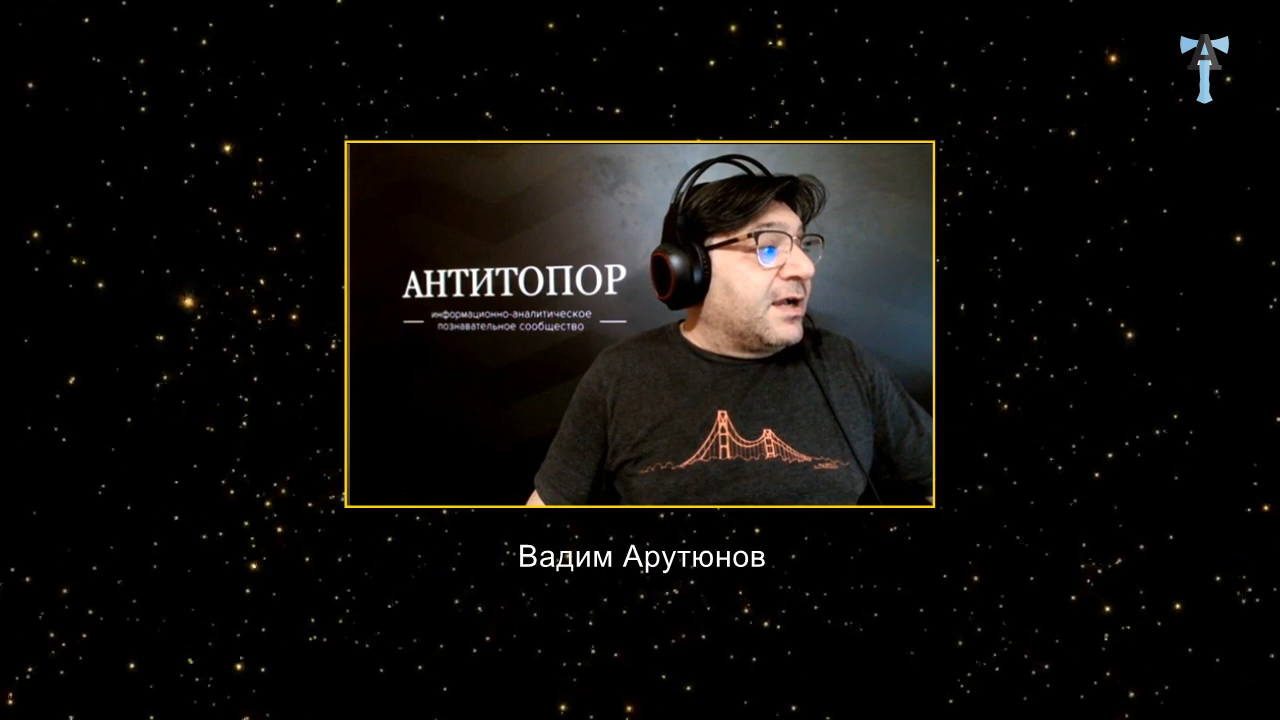 АНТИТОПОР
информационно-аналитическое
познавательное сообщество
Вадим Арутюнов